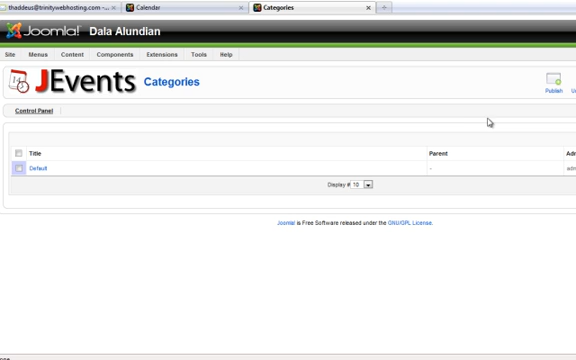 thaddeus@trinitywebhosting.com -...
Calendar
Categories
Joomla! Dala Alundian
Site Menus Content Components Extensions Tools Help
14 JEvents Categories
Publish
Control Panel
Title Parent
Default -
Display # 10
Joomla! is Free Software released under the GNU/GPL License.